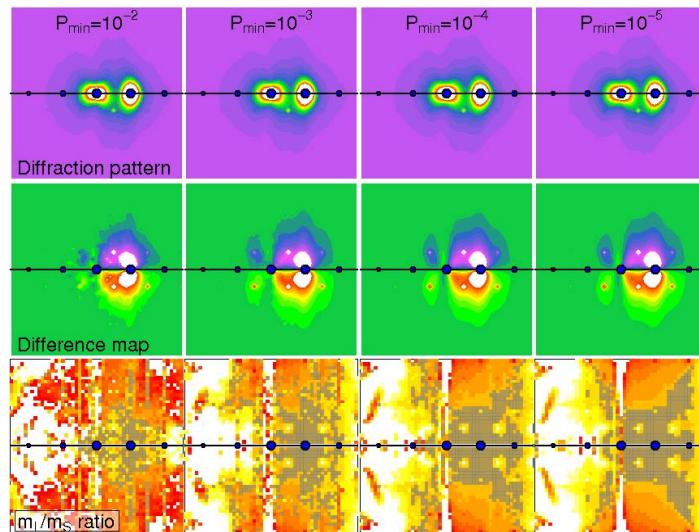 Pmin=10-2
Pmin=10-3
Pmin=10-4
Pmin=10-5
Diffraction pattern
Difference map
mL/mS ratio